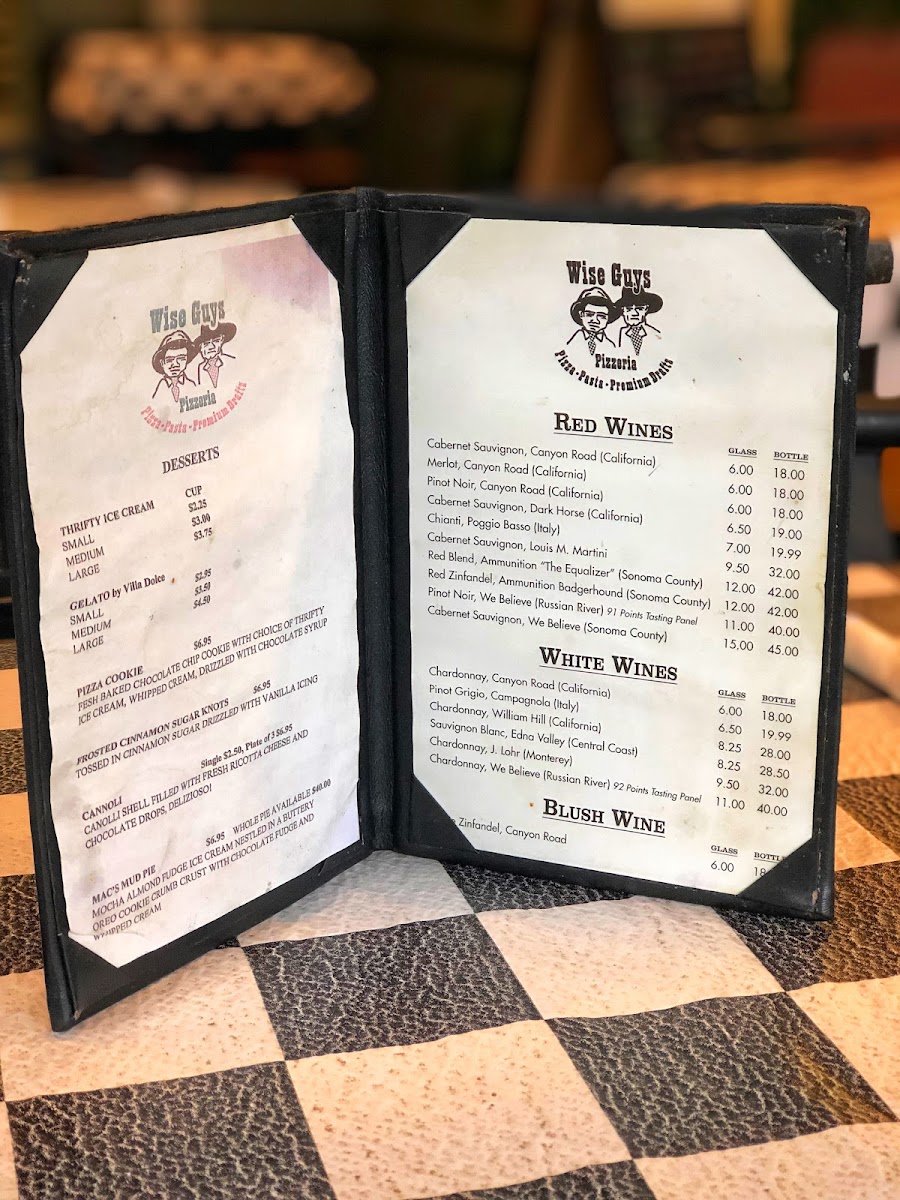 Wise Guys
Pizzeria
Pizza • Pasta • Premium Drafts
DESSERTS
CUP
THRIFTY ICE CREAM
SMALL $2.25
MEDIUM $3.00
LARGE $3.75
GELATO by Villa Dolce
SMALL $2.95
MEDIUM $3.50
LARGE $4.50
PIZZA COOKIE $6.95
FESH BAKED CHOCOLATE CHIP COOKIE WITH CHOICE OF THRIFTY
ICE CREAM, WHIPPED CREAM, DRIZZLED WITH CHOCOLATE SYRUP
FROSTED CINNAMON SUGAR KNOTS $6.95
TOSSED IN CINNAMON SUGAR DRIZZLED WITH VANILLA ICING
CANNOLI Single $2.50, Plate of 3 $6.95
CANOLLI SHELL FILLED WITH FRESH RICOTTA CHEESE AND
CHOCOLATE DROPS, DELIZIOSO!
MAC'S MUD PIE $6.95 WHOLE PIE AVAILABLE $40.00
MOCHA ALMOND FUDGE ICE CREAM NESTLED IN A BUTTERY
OREO COOKIE CRUMB CRUST WITH CHOCOLATE FUDGE AND
WHIPPED CREAM
Wise Guys
Pizzeria
Pizza • Pasta • Premium Drafts
RED WINES
GLASS BOTTLE
Cabernet Sauvignon, Canyon Road (California) 6.00 18.00
Merlot, Canyon Road (California) 6.00 18.00
Pinot Noir, Canyon Road (California) 6.00 18.00
Cabernet Sauvignon, Dark Horse (California) 6.50 19.00
Chianti, Poggio Basso (Italy) 7.00 19.99
Cabernet Sauvignon, Louis M. Martini 9.50 32.00
Red Blend, Ammunition "The Equalizer" (Sonoma County) 12.00 42.00
Red Zinfandel, Ammunition Badgerhound (Sonoma County) 12.00 42.00
Pinot Noir, We Believe (Russian River) 91 Points Tasting Panel 11.00 40.00
Cabernet Sauvignon, We Believe (Sonoma County) 15.00 45.00
WHITE WINES
GLASS BOTTLE
Chardonnay, Canyon Road (California) 6.00 18.00
Pinot Grigio, Campagnola (Italy) 6.50 19.99
Chardonnay, William Hill (California) 8.25 28.00
Sauvignon Blanc, Edna Valley (Central Coast) 8.25 28.50
Chardonnay, J. Lohr (Monterey) 9.50 32.00
Chardonnay, We Believe (Russian River) 92 Points Tasting Panel 11.00 40.00
BLUSH WINE
GLASS BOTTLE
Zinfandel, Canyon Road 6.00 18